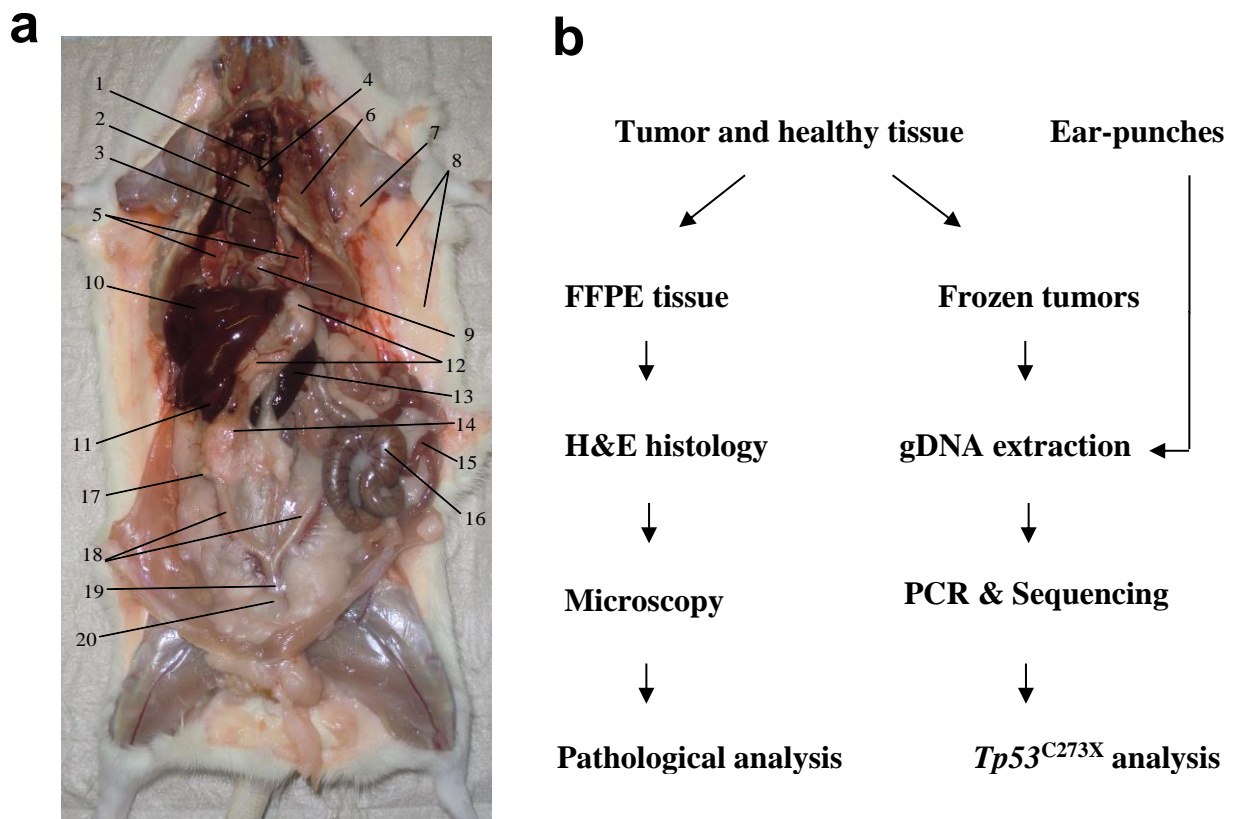 a
b
1
2
3
4
5
6
7
8
9
10
11
12
13
14
15
16
17
18
19
20
Tumor and healthy tissue
Ear-punches
FFPE tissue
Frozen tumors
H&E histology
gDNA extraction
Microscopy
PCR & Sequencing
Pathological analysis
Tp53C273X analysis